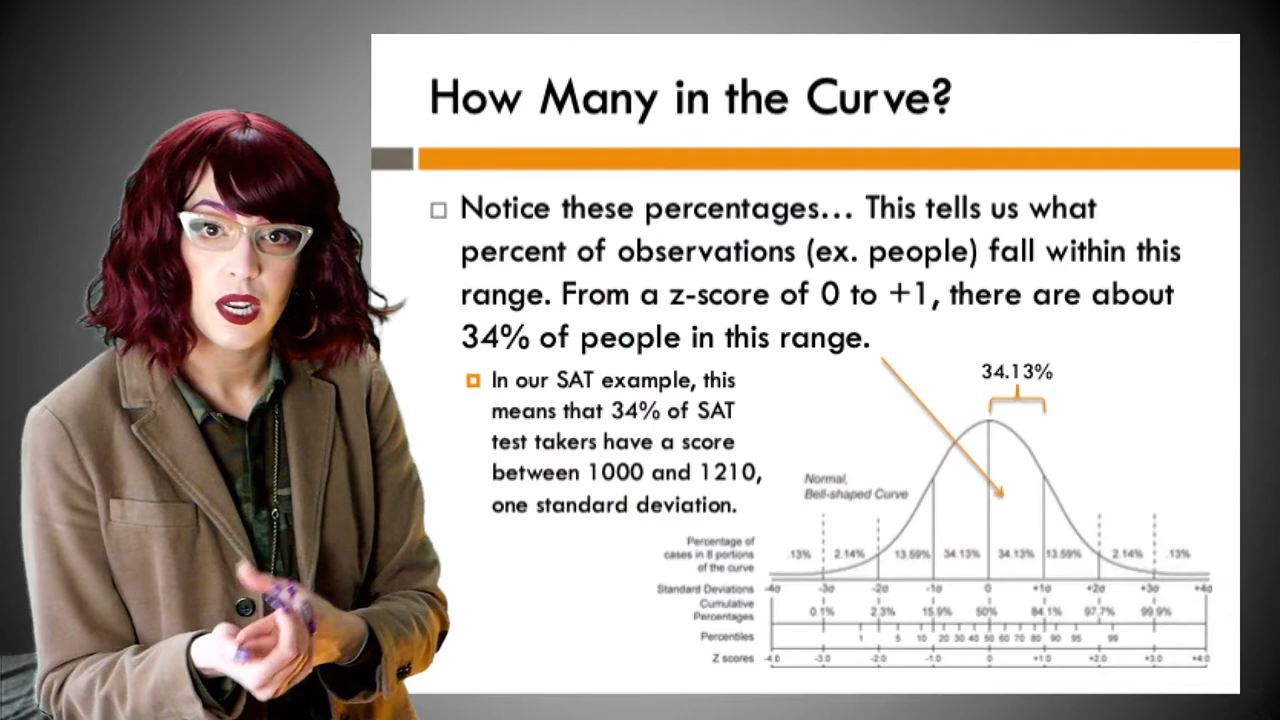 How Many in the Curve?
Notice these percentages... This tells us what
percent of observations (ex. people) fall within this
range. From a z-score of 0 to +1, there are about
34% of people in this range.
In our SAT example, this
means that 34% of SAT
test takers have a score
between 1000 and 1210,
one standard deviation.
34.13%
Normal,
Bell-shaped Curve
Percentage of
cases in 8 portions
of the curve
.13% 2.14% 13.59% 34.13% 34.13% 13.59% 2.14% .13%
Standard Deviations -4σ -3σ -2σ -1σ 0 +1σ +2σ +3σ +4σ
Cumulative
Percentages
0.1% 2.3% 15.9% 50% 84.1% 97.7% 99.9%
Percentiles 1 5 10 20 30 40 50 60 70 80 90 95 99
Z scores -4.0 -3.0 -2.0 -1.0 0 +1.0 +2.0 +3.0 +4.0